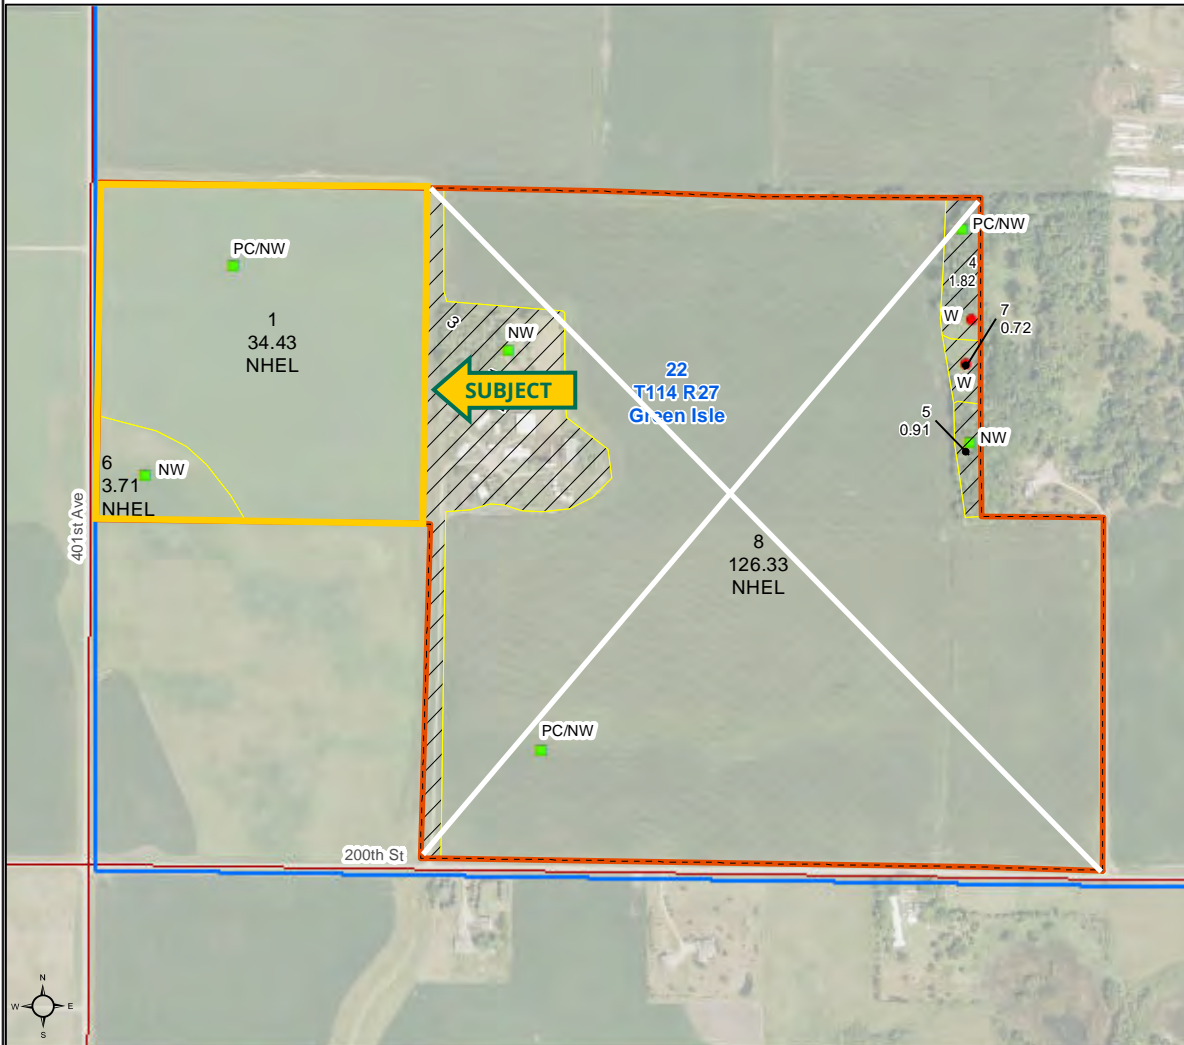 PC/NW
PC/NW
4
1.82
1
34.43
NHEL
W
7
0.72
3
NW
22
T114 R27
Green Isle
SUBJECT
W
5
0.91
NW
6
3.71
NHEL
NW
401st Ave
8
126.33
NHEL
PC/NW
200th St
N
W
E
S